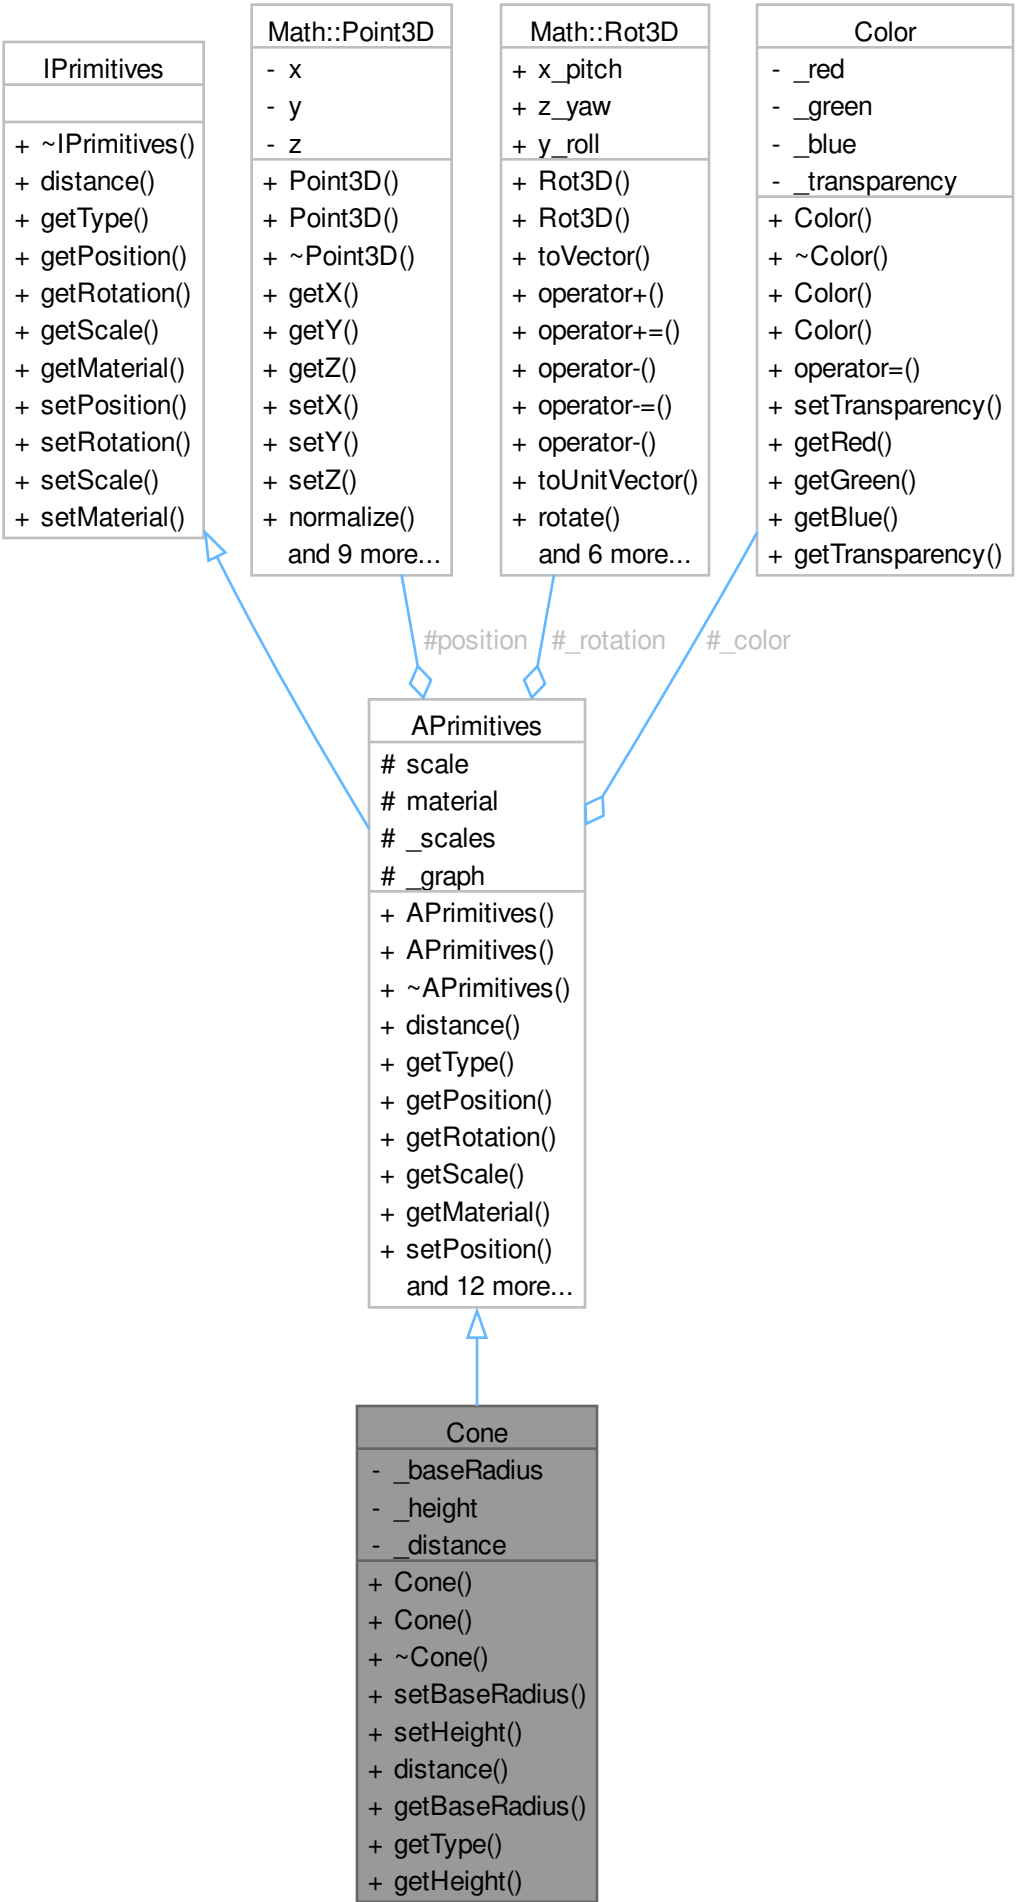 IPrimitives
+ ~IPrimitives()
+ distance()
+ getType()
+ getPosition()
+ getRotation()
+ getScale()
+ getMaterial()
+ setPosition()
+ setRotation()
+ setScale()
+ setMaterial()
Math::Point3D
- x
- y
- z
+ Point3D()
+ Point3D()
+ ~Point3D()
+ getX()
+ getY()
+ getZ()
+ setX()
+ setY()
+ setZ()
+ normalize()
and 9 more...
Math::Rot3D
+ x_pitch
+ z_yaw
+ y_roll
+ Rot3D()
+ Rot3D()
+ toVector()
+ operator+()
+ operator+=()
+ operator-()
+ operator-=()
+ operator-()
+ toUnitVector()
+ rotate()
and 6 more...
Color
- _red
- _green
- _blue
- _transparency
+ Color()
+ ~Color()
+ Color()
+ Color()
+ operator=()
+ setTransparency()
+ getRed()
+ getGreen()
+ getBlue()
+ getTransparency()
#position
#_rotation
#_color
APrimitives
# scale
# material
# _scales
# _graph
+ APrimitives()
+ APrimitives()
+ ~APrimitives()
+ distance()
+ getType()
+ getPosition()
+ getRotation()
+ getScale()
+ getMaterial()
+ setPosition()
and 12 more...
Cone
- _baseRadius
- _height
- _distance
+ Cone()
+ Cone()
+ ~Cone()
+ setBaseRadius()
+ setHeight()
+ distance()
+ getBaseRadius()
+ getType()
+ getHeight()